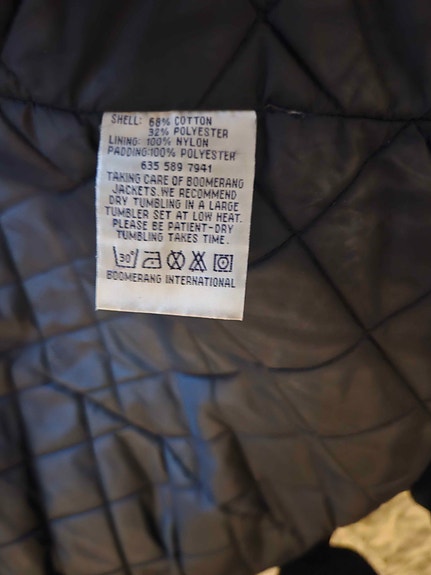 SHELL: 68% COTTON
32% POLYESTER
LINING: 100% NYLON
PADDING:100% POLYESTER
635 589 7941
TAKING CARE OF BOOMERANG
JACKETS: WE RECOMMEND
DRY TUMBLING IN A LARGE
TUMBLER SET AT LOW HEAT.
PLEASE BE PATIENT-DRY
TUMBLING TAKES TIME.
30°
BOOMERANG INTERNATIONAL